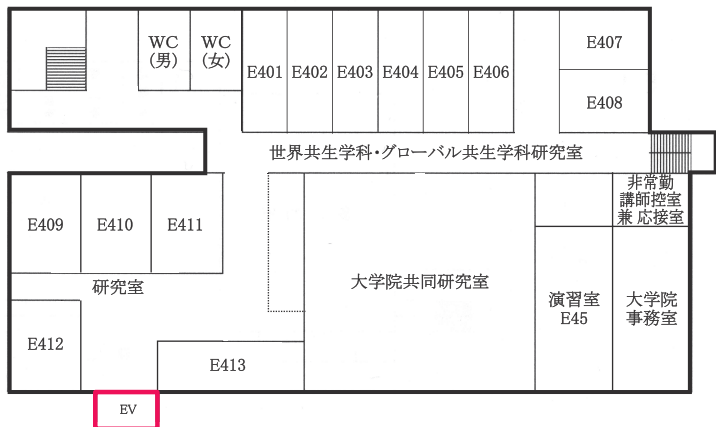 WC
(男)
WC
(女)
E401
E402
E403
E404
E405
E406
E407
E408
世界共生学科・グローバル共生学科研究室
非常勤
講師控室
兼 応接室
E409
E410
E411
研究室
大学院共同研究室
演習室
E45
大学院
事務室
E412
E413
EV